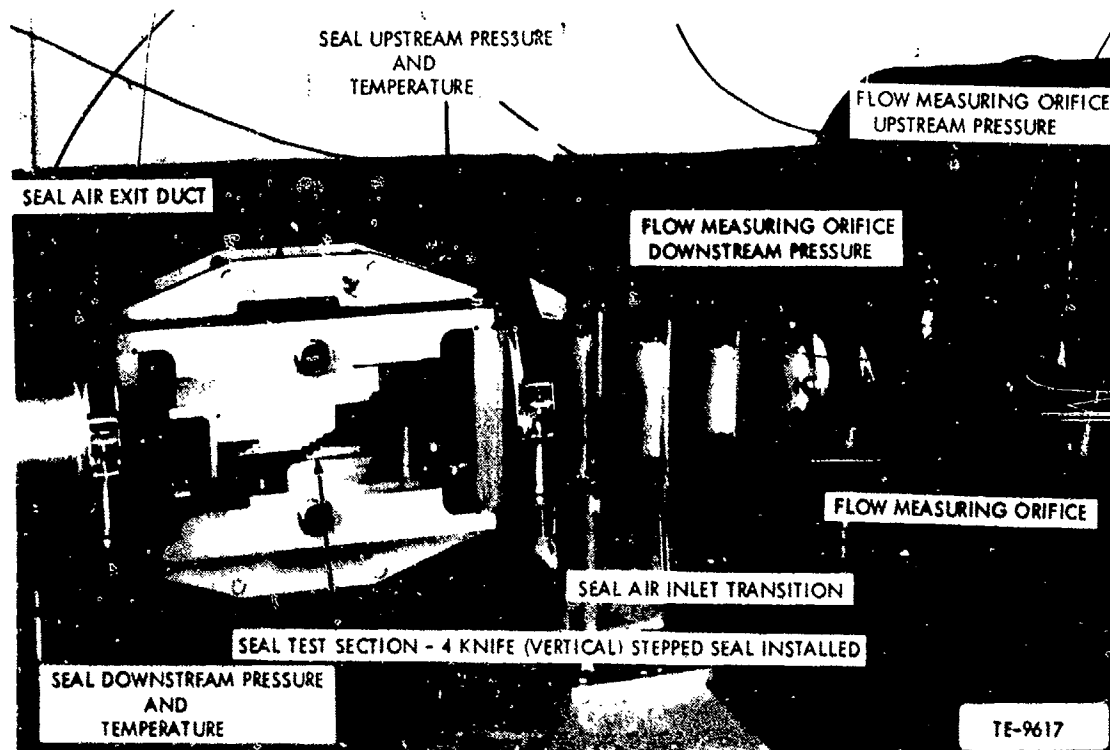 SEAL UPSTREAM PRESSURE
AND
TEMPERATURE
FLOW MEASURING ORIFICE
UPSTREAM PRESSURE
SEAL AIR EXIT DUCT
FLOW MEASURING ORIFICE
DOWNSTREAM PRESSURE
FLOW MEASURING ORIFICE
SEAL AIR INLET TRANSITION
SEAL TEST SECTION - 4 KNIFE (VERTICAL) STEPPED SEAL INSTALLED
SEAL DOWNSTREAM PRESSURE
AND
TEMPERATURE
TE-9617